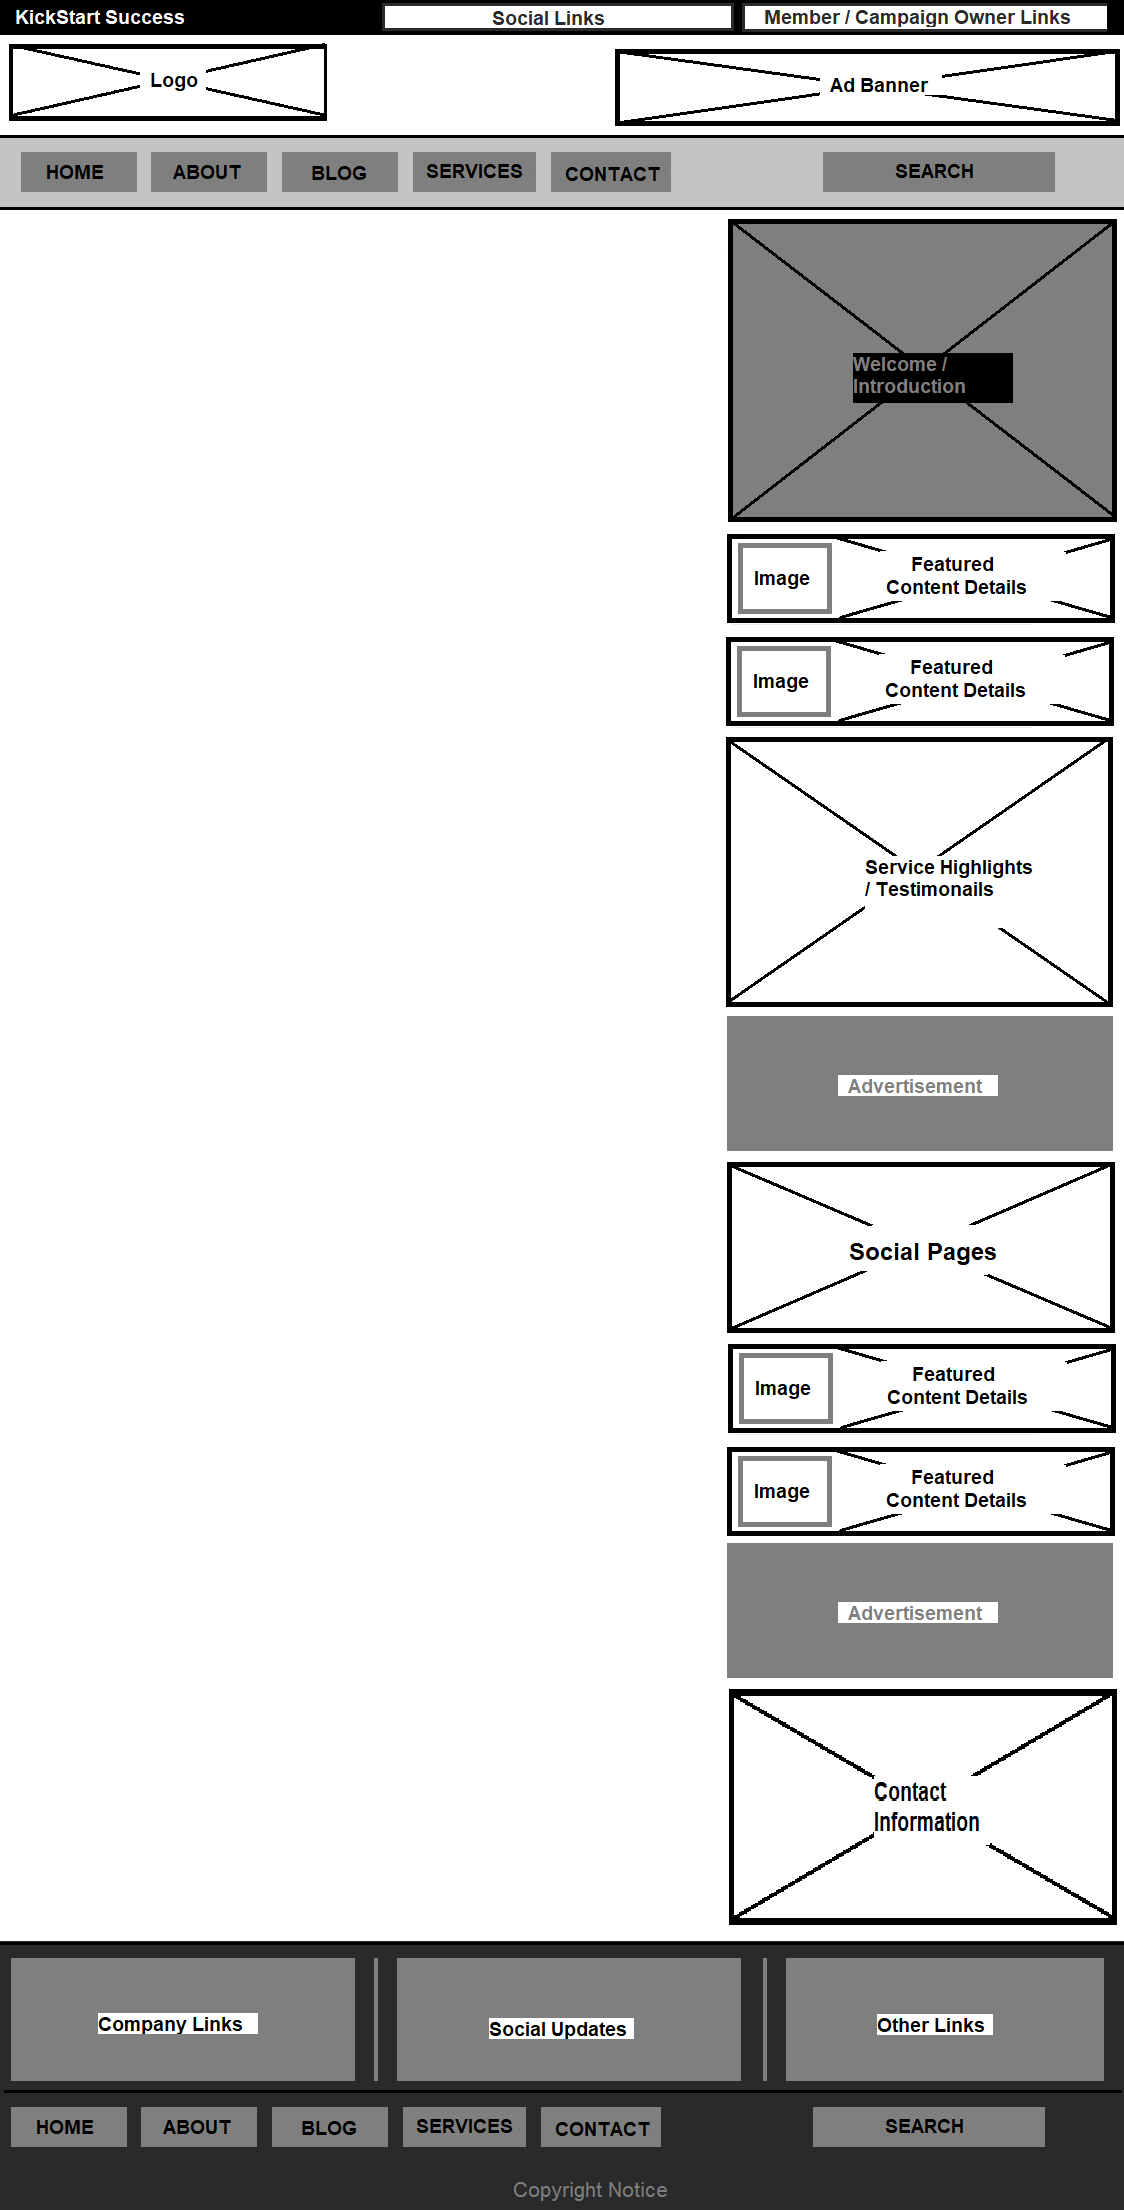 KickStart Success
Social Links
Member / Campaign Owner Links
Logo
Ad Banner
HOME
ABOUT
BLOG
SERVICES
CONTACT
SEARCH
Welcome /
Introduction
Image
Featured
Content Details
Image
Featured
Content Details
Service Highlights
/ Testimonails
Advertisement
Social Pages
Image
Featured
Content Details
Image
Featured
Content Details
Advertisement
Contact
Information
Company Links
Social Updates
Other Links
HOME
ABOUT
BLOG
SERVICES
CONTACT
SEARCH
Copyright Notice